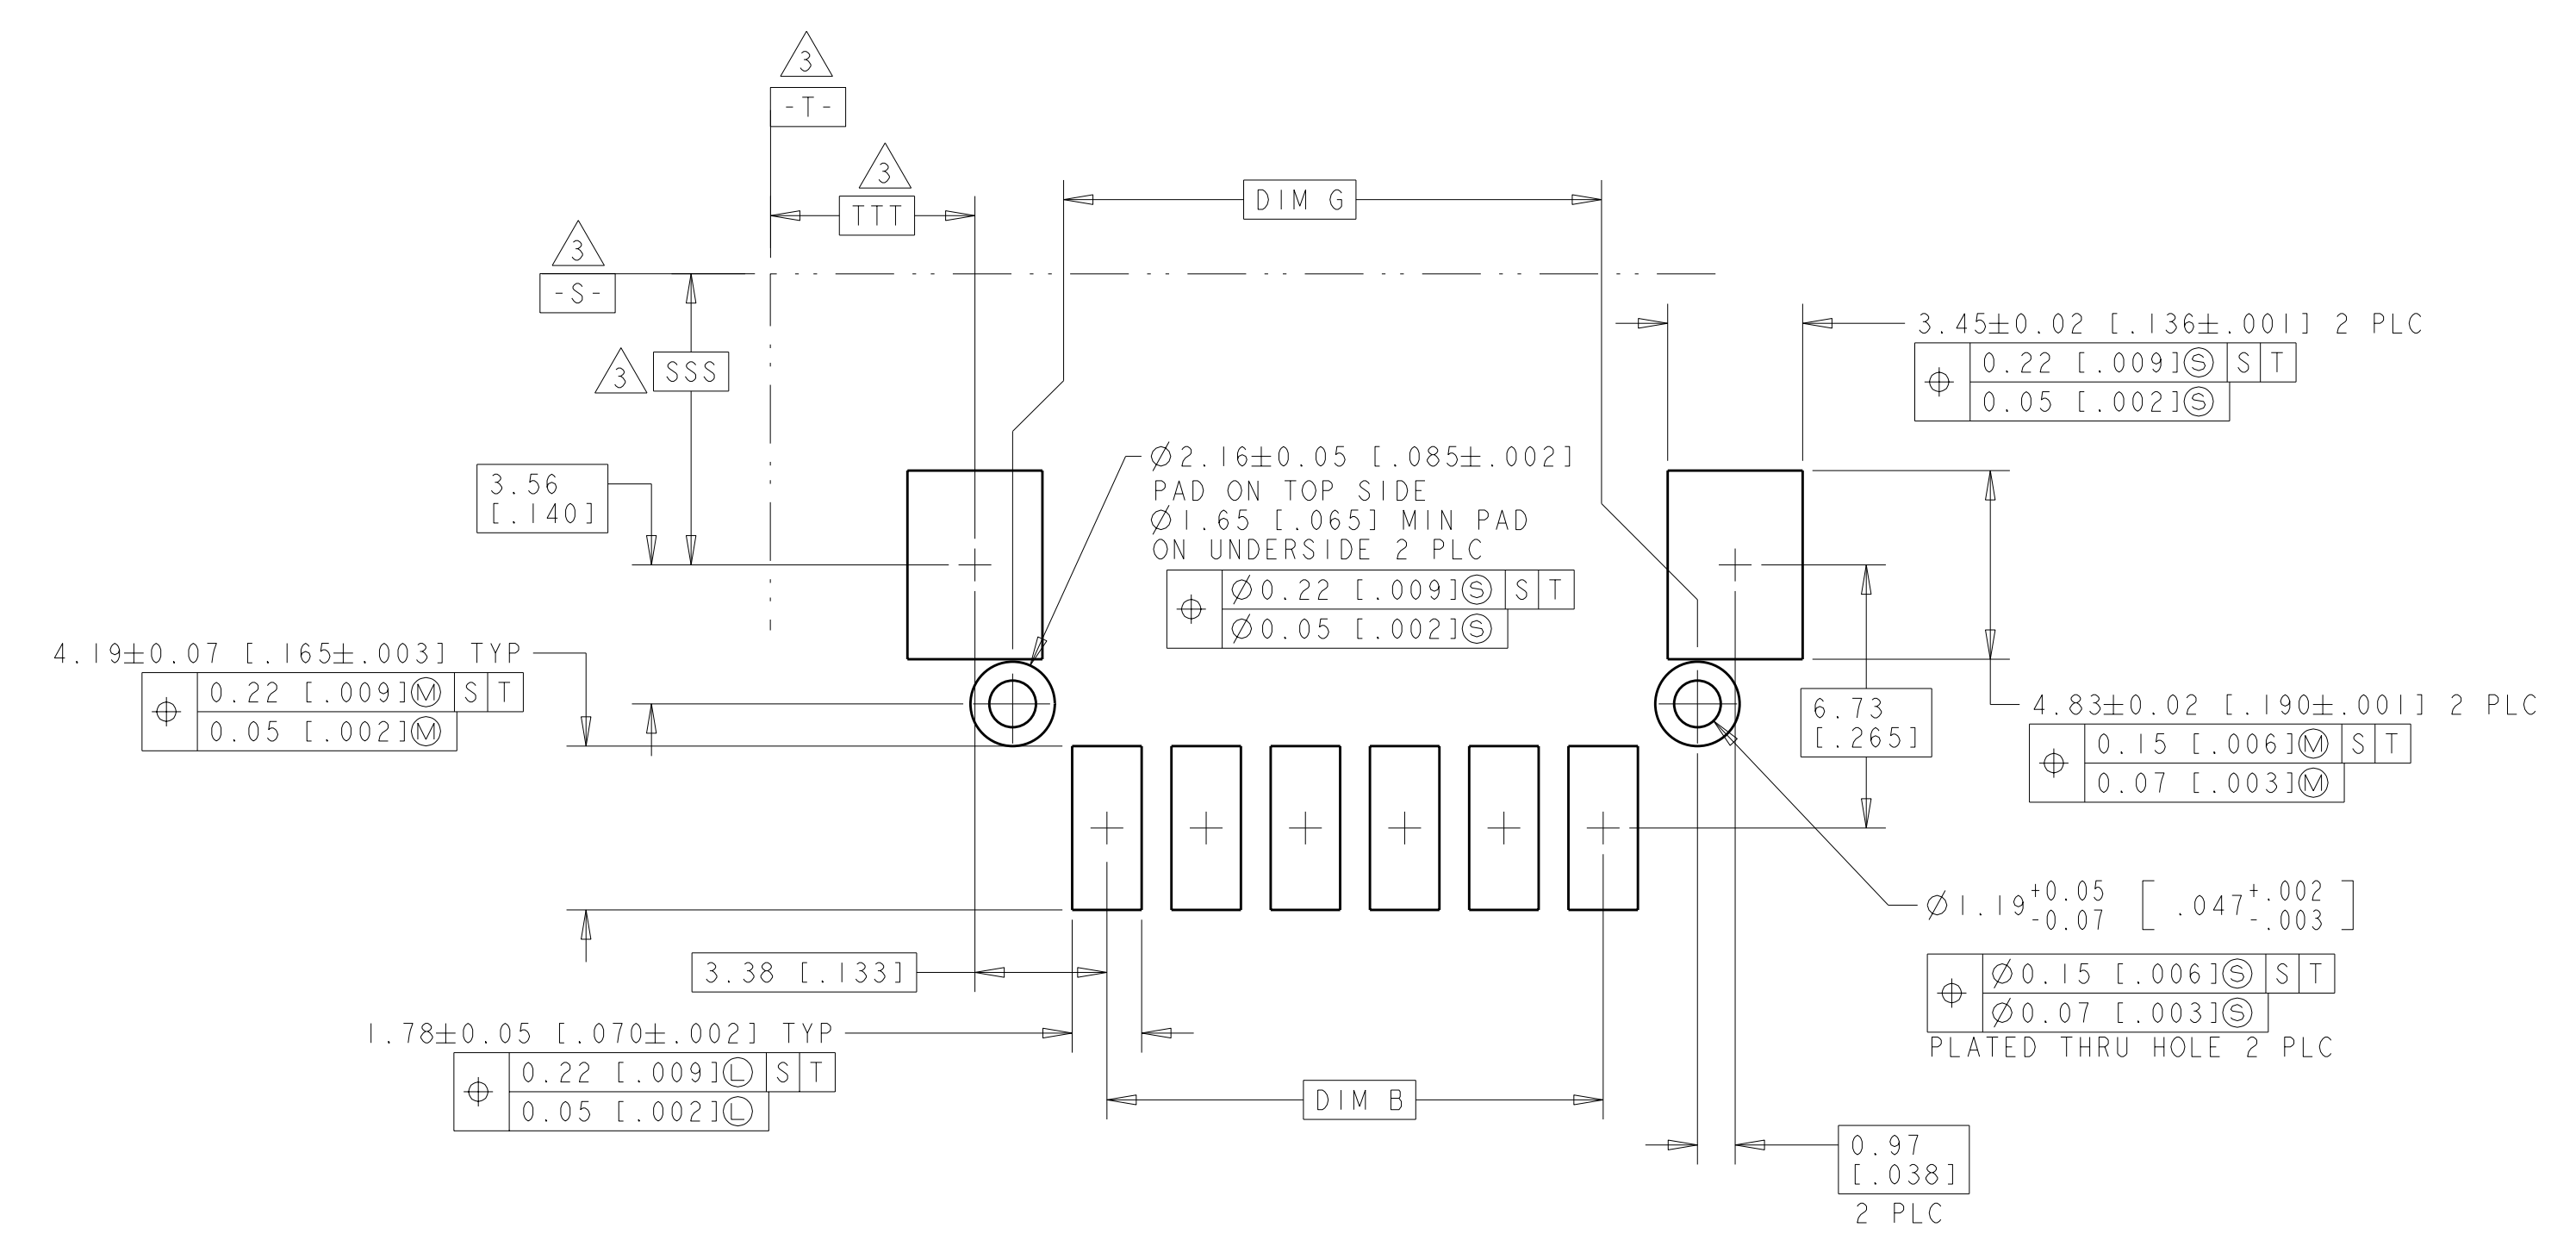 3
-T-
3
TTT
DIM G
3
-S-
3
SSS
3.45±0.02 [.136±.001] 2 PLC
⌖ 0.22 [.009]Ⓢ S T
0.05 [.002]Ⓢ
3.56
[.140]
Ø2.16±0.05 [.085±.002]
PAD ON TOP SIDE
Ø1.65 [.065] MIN PAD
ON UNDERSIDE 2 PLC
⌖ Ø0.22 [.009]Ⓢ S T
Ø0.05 [.002]Ⓢ
4.19±0.07 [.165±.003] TYP
⌖ 0.22 [.009]Ⓜ S T
0.05 [.002]Ⓜ
6.73
[.265]
4.83±0.02 [.190±.001] 2 PLC
⌖ 0.15 [.006]Ⓜ S T
0.07 [.003]Ⓜ
Ø1.19 +0.05 -0.07 [ .047 +.002 -.003 ]
⌖ Ø0.15 [.006]Ⓢ S T
Ø0.07 [.003]Ⓢ
PLATED THRU HOLE 2 PLC
3.38 [.133]
1.78±0.05 [.070±.002] TYP
⌖ 0.22 [.009]Ⓛ S T
0.05 [.002]Ⓛ
DIM B
0.97
[.038]
2 PLC